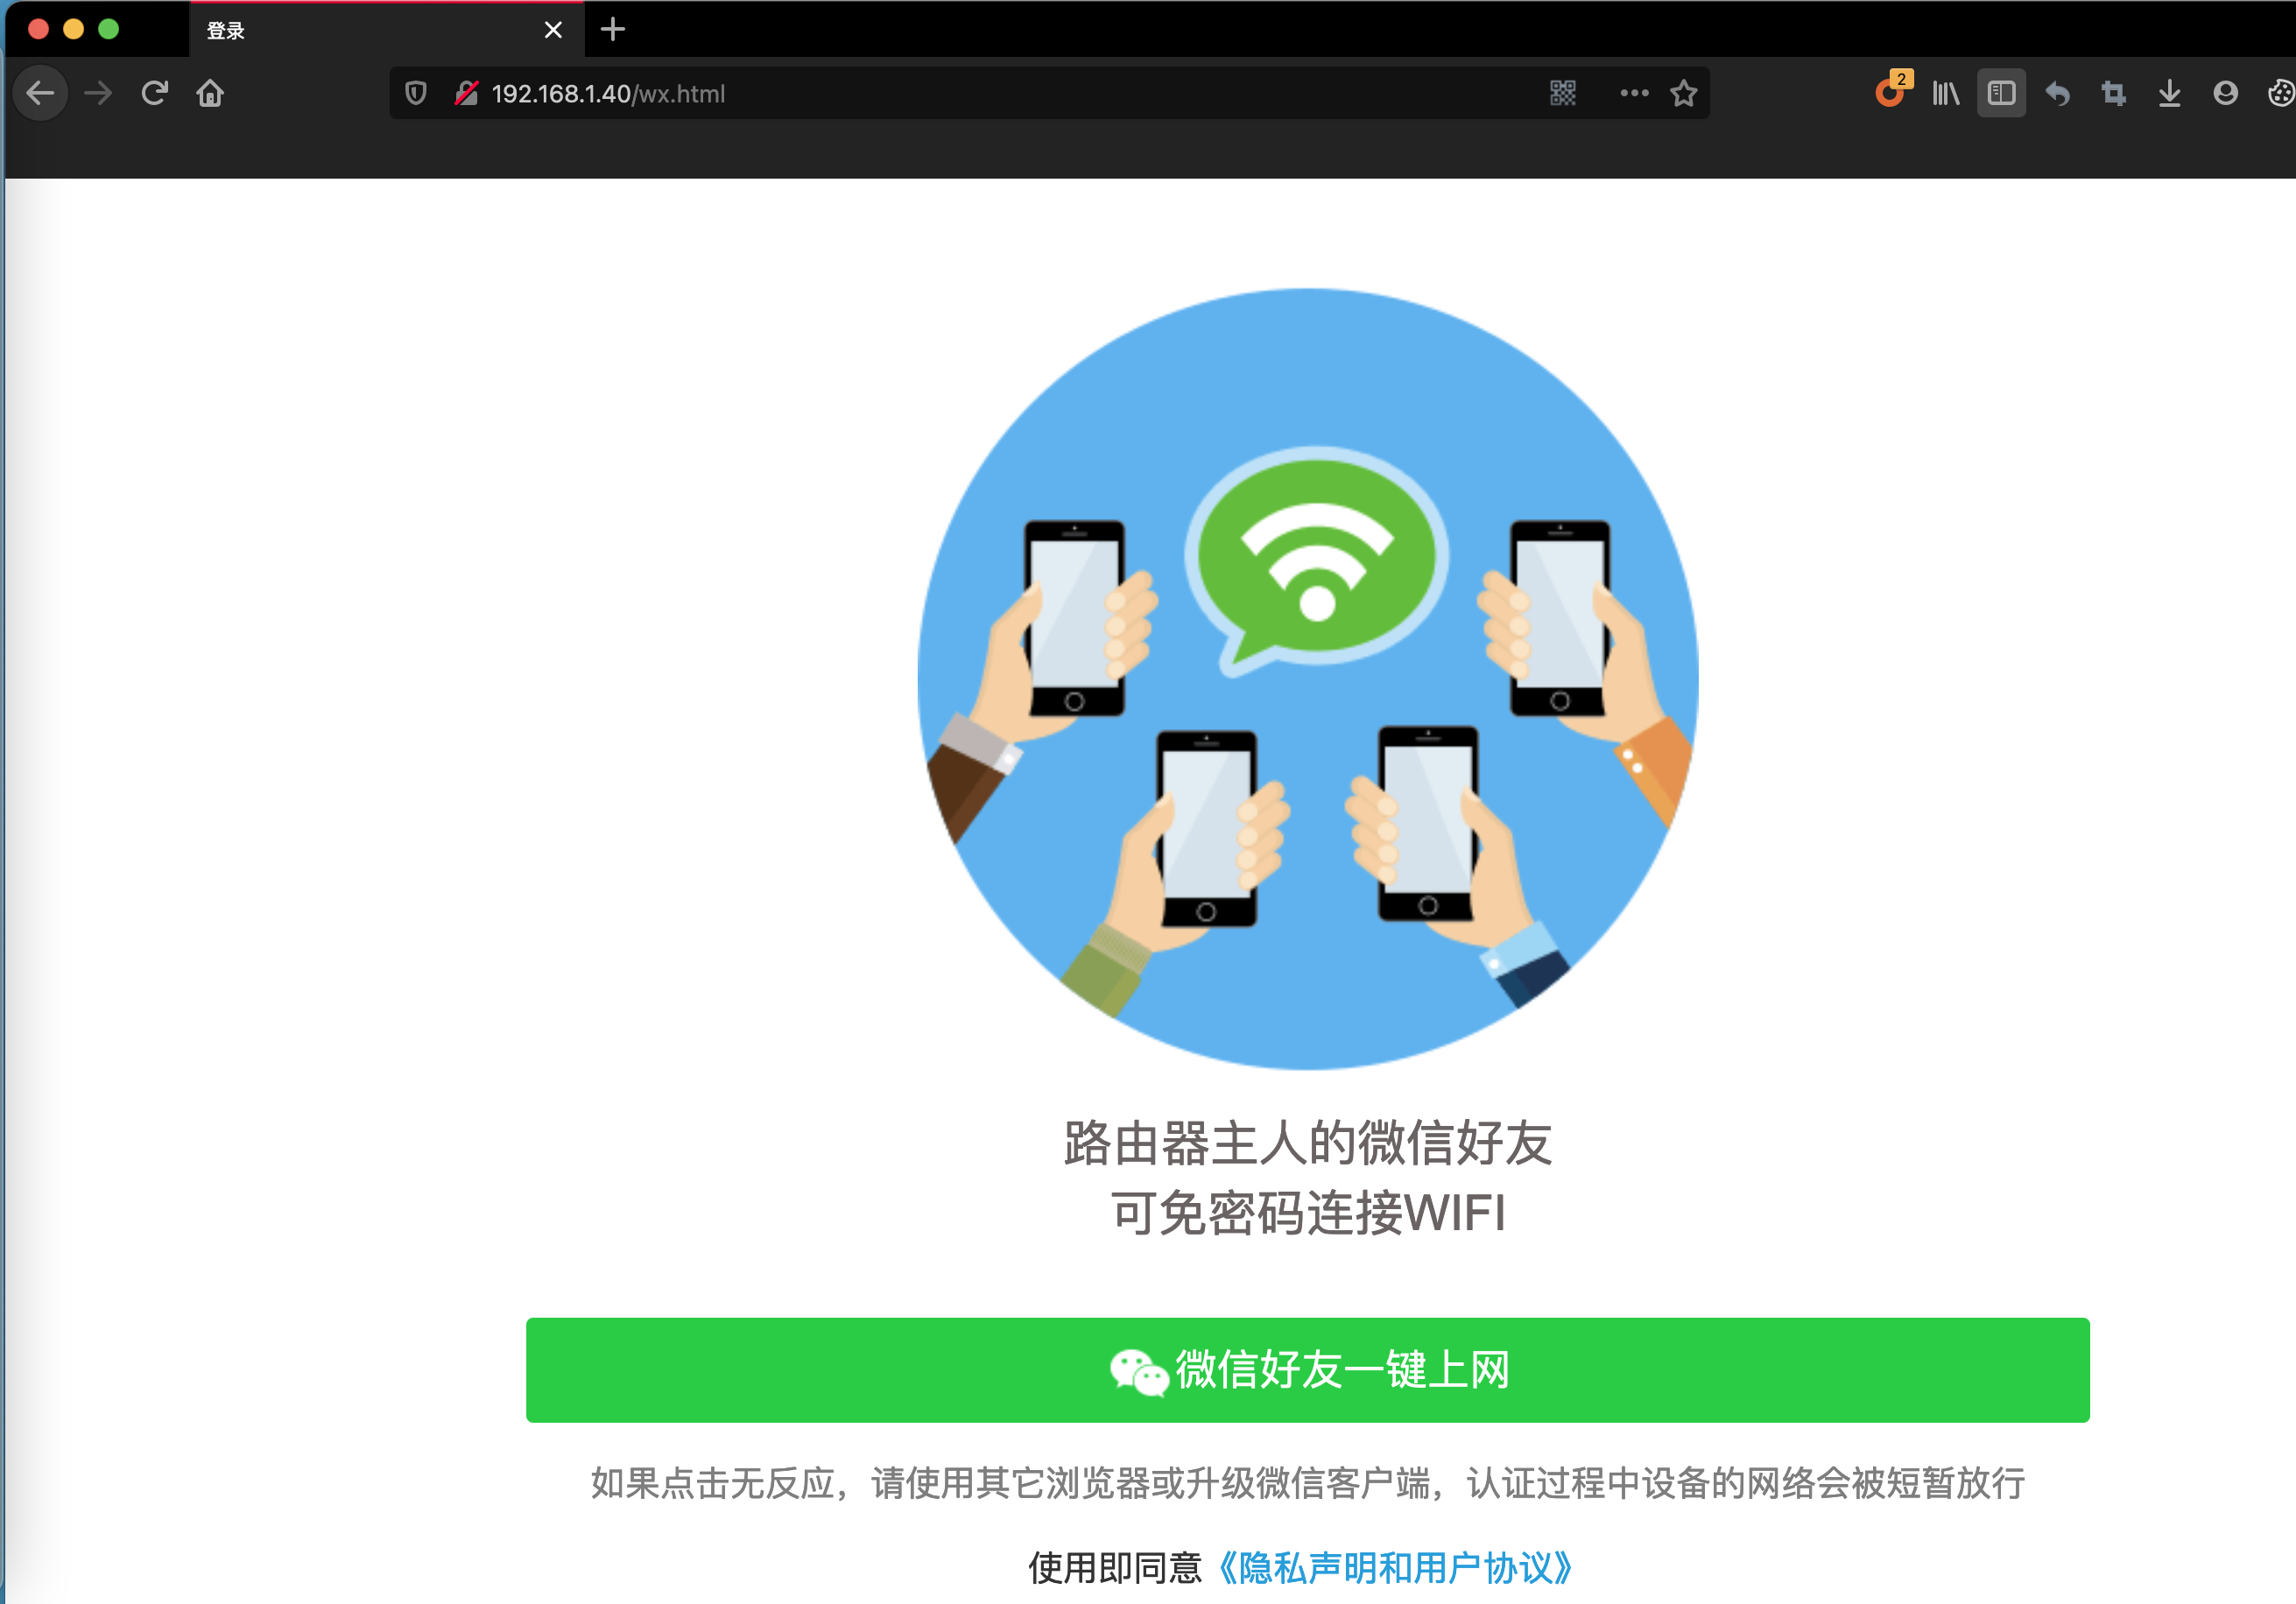 登录
192.168.1.40/wx.html
2
路由器主人的微信好友
可免密码连接WIFI
微信好友一键上网
如果点击无反应，请使用其它浏览器或升级微信客户端，认证过程中设备的网络会被短暂放行
使用即同意《隐私声明和用户协议》